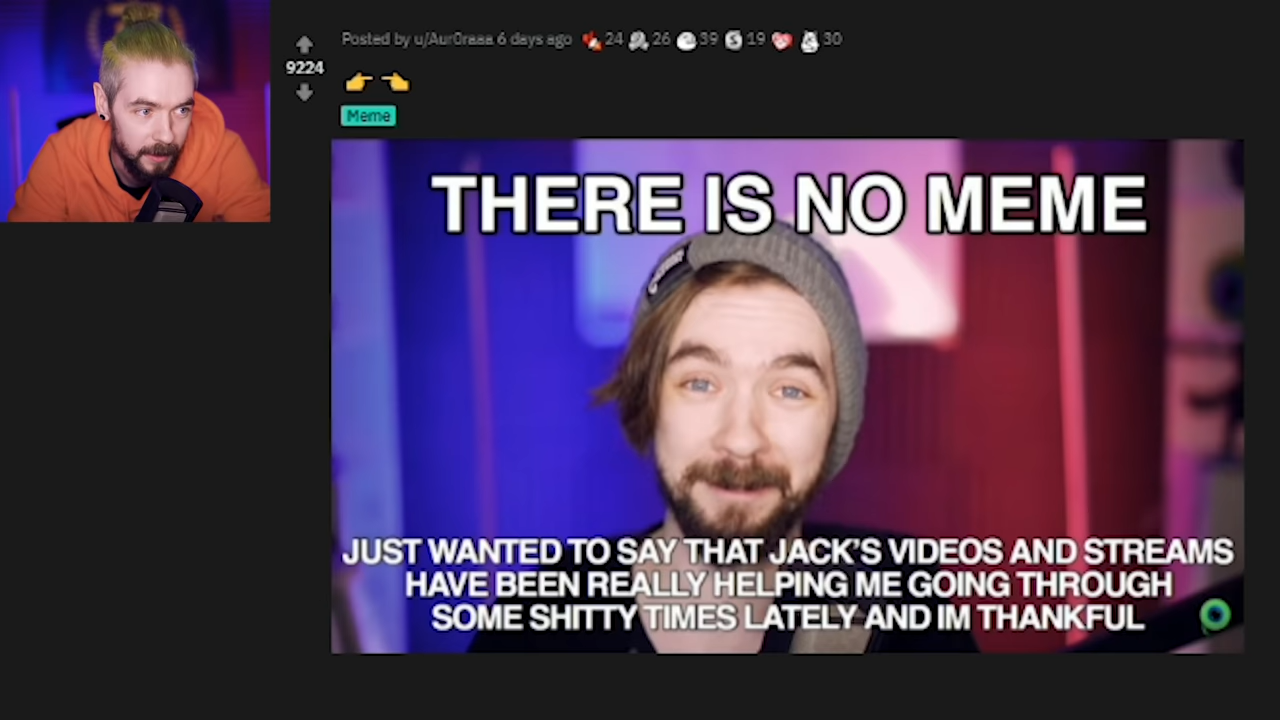 Posted by u/Aur0raaa 6 days ago 24 26 39 19 30
9224
Meme
THERE IS NO MEME
JUST WANTED TO SAY THAT JACK'S VIDEOS AND STREAMS
HAVE BEEN REALLY HELPING ME GOING THROUGH
SOME SHITTY TIMES LATELY AND IM THANKFUL